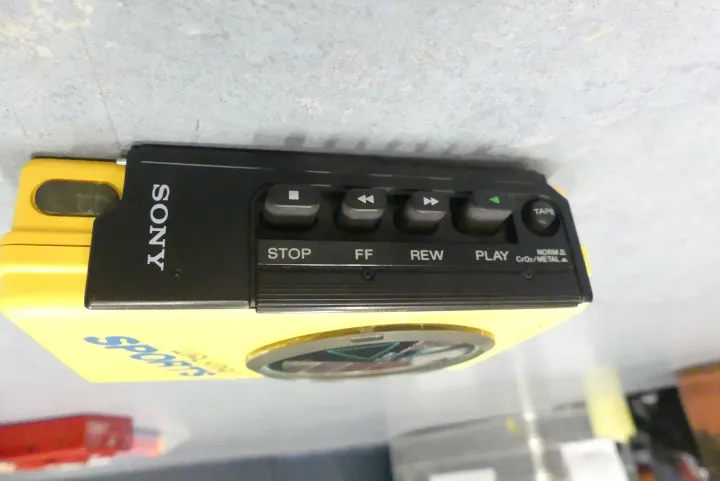 SONY
STOP FF REW PLAY
TAPE
NORM
CrO₂/METAL
SPORTS